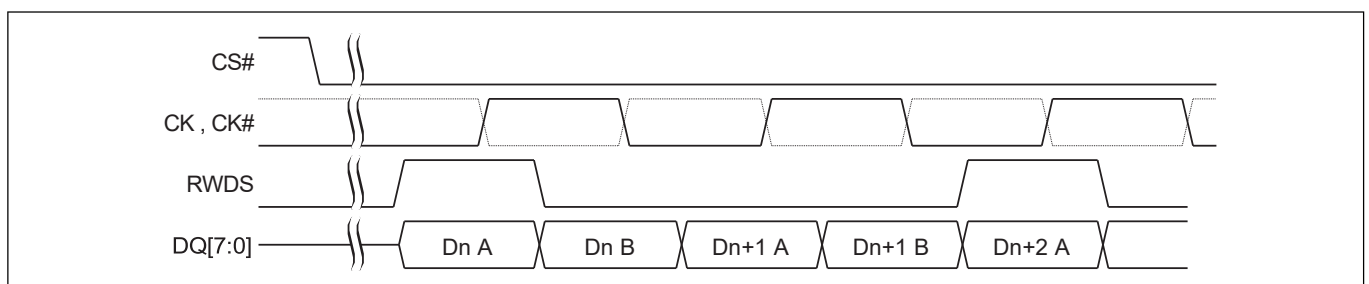 CS#
CK , CK#
RWDS
DQ[7:0]
Dn A Dn B Dn+1 A Dn+1 B Dn+2 A